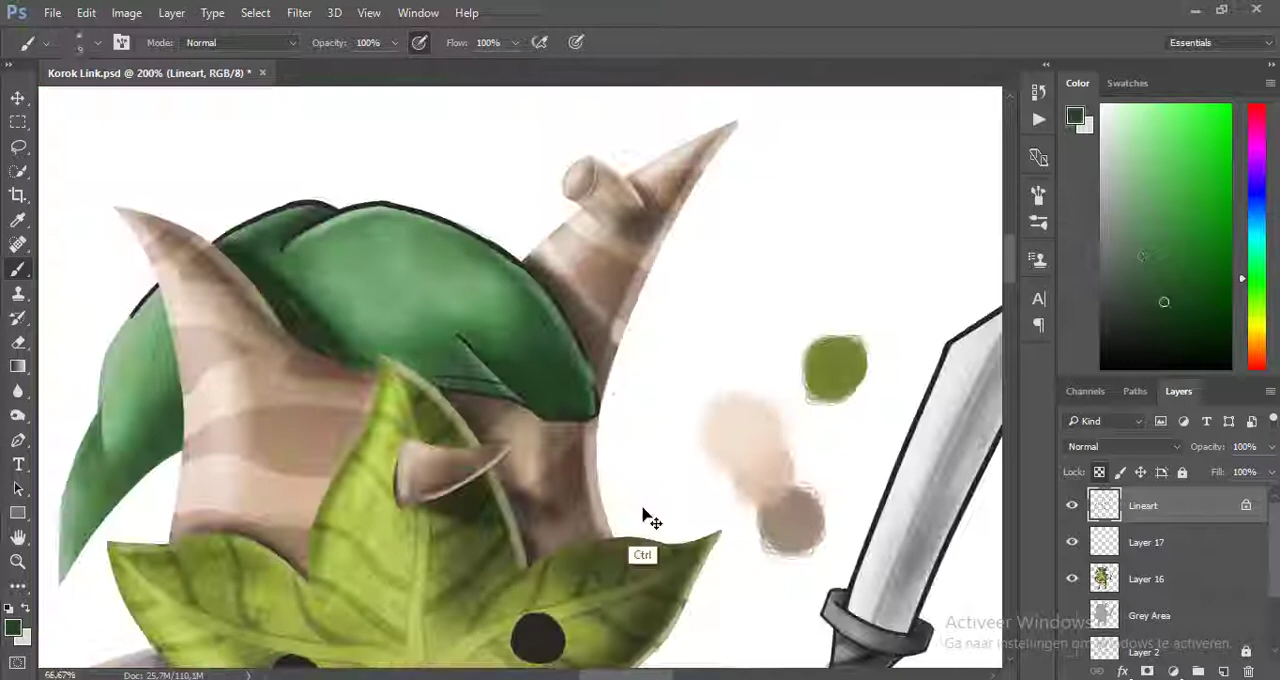 Ps File Edit Image Layer Type Select Filter 3D View Window Help
Mode: Normal Opacity: 100% Flow: 100% Essentials
Korok Link.psd @ 200% (Lineart, RGB/8) * ×
Color Swatches
Channels Paths Layers
Kind
Normal Opacity: 100%
Lock: Fill: 100%
Lineart
Layer 17
Layer 16
Grey Area
Layer 2
Ctrl
Activeer Windows
Ga naar instellingen om Windows te activeren.
66,67% Doc: 25,7M/110,1M